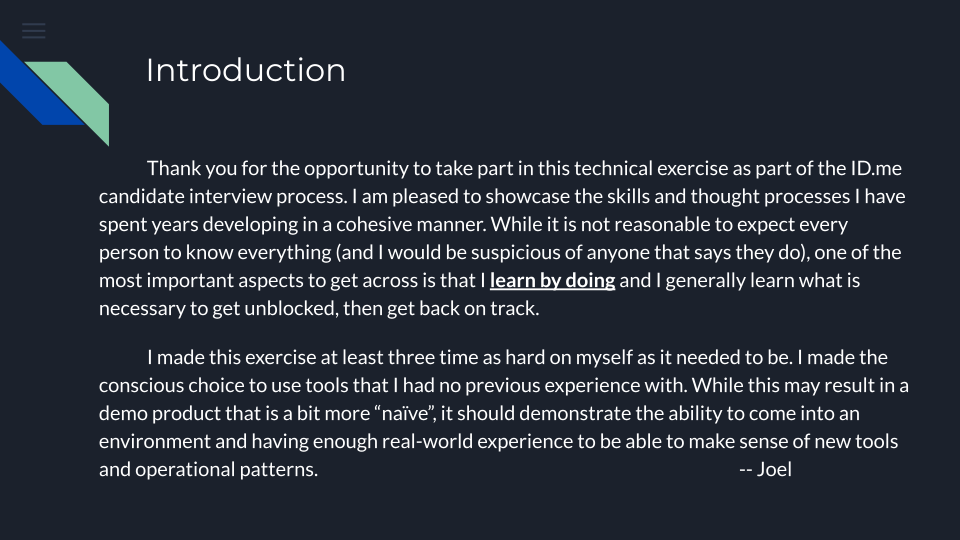 Introduction
Thank you for the opportunity to take part in this technical exercise as part of the ID.me
candidate interview process. I am pleased to showcase the skills and thought processes I have
spent years developing in a cohesive manner. While it is not reasonable to expect every
person to know everything (and I would be suspicious of anyone that says they do), one of the
most important aspects to get across is that I learn by doing and I generally learn what is
necessary to get unblocked, then get back on track.
I made this exercise at least three time as hard on myself as it needed to be. I made the
conscious choice to use tools that I had no previous experience with. While this may result in a
demo product that is a bit more “naïve”, it should demonstrate the ability to come into an
environment and having enough real-world experience to be able to make sense of new tools
and operational patterns. -- Joel